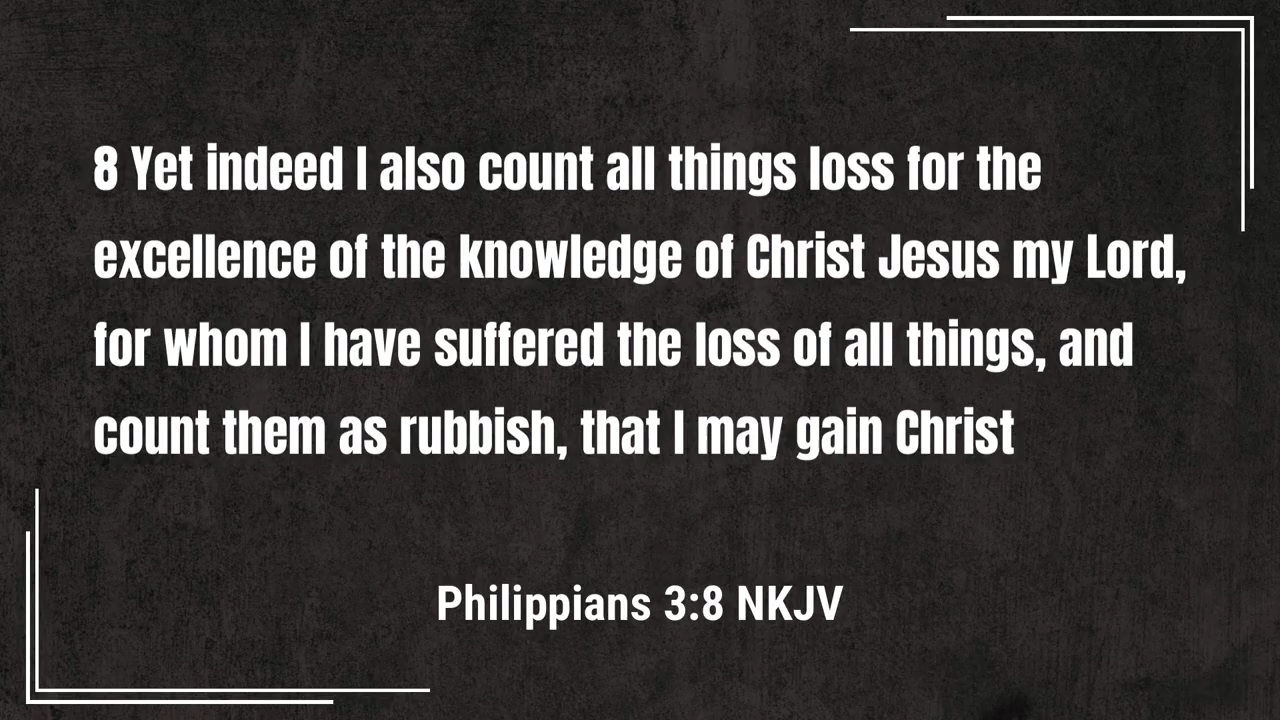 8 Yet indeed I also count all things loss for the
excellence of the knowledge of Christ Jesus my Lord,
for whom I have suffered the loss of all things, and
count them as rubbish, that I may gain Christ
Philippians 3:8 NKJV